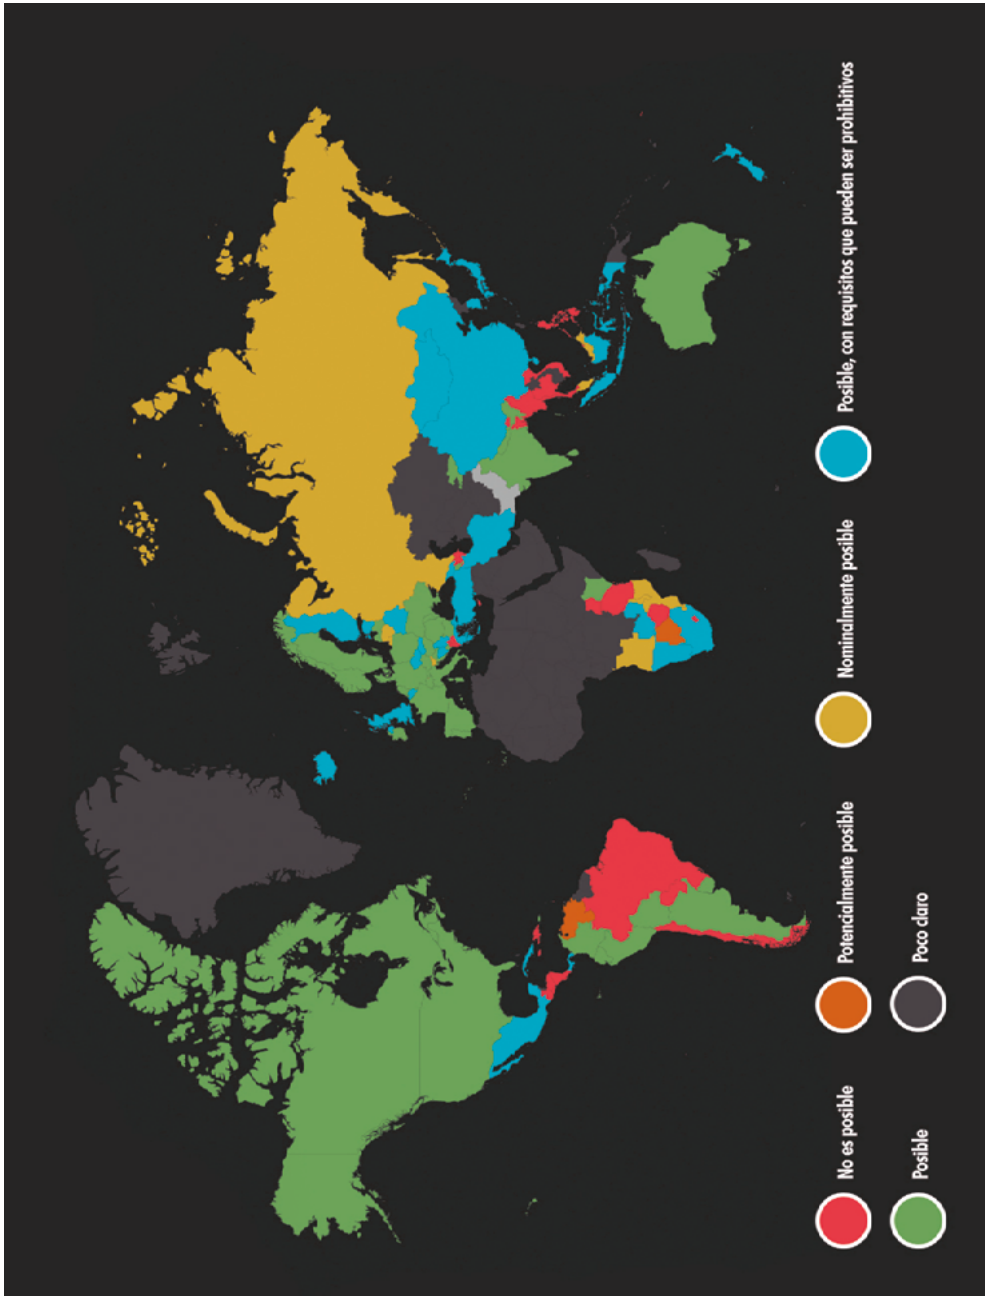 No es posible
Potencialmente posible
Nominalmente posible
Posible, con requisitos que pueden ser prohibitivos
Posible
Poco claro